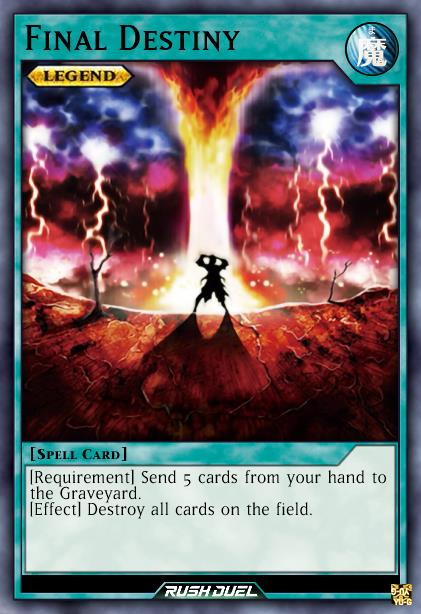 Final Destiny
ま
魔
LEGEND
[Spell Card]
[Requirement] Send 5 cards from your hand to
the Graveyard.
[Effect] Destroy all cards on the field.
RUSH DUEL